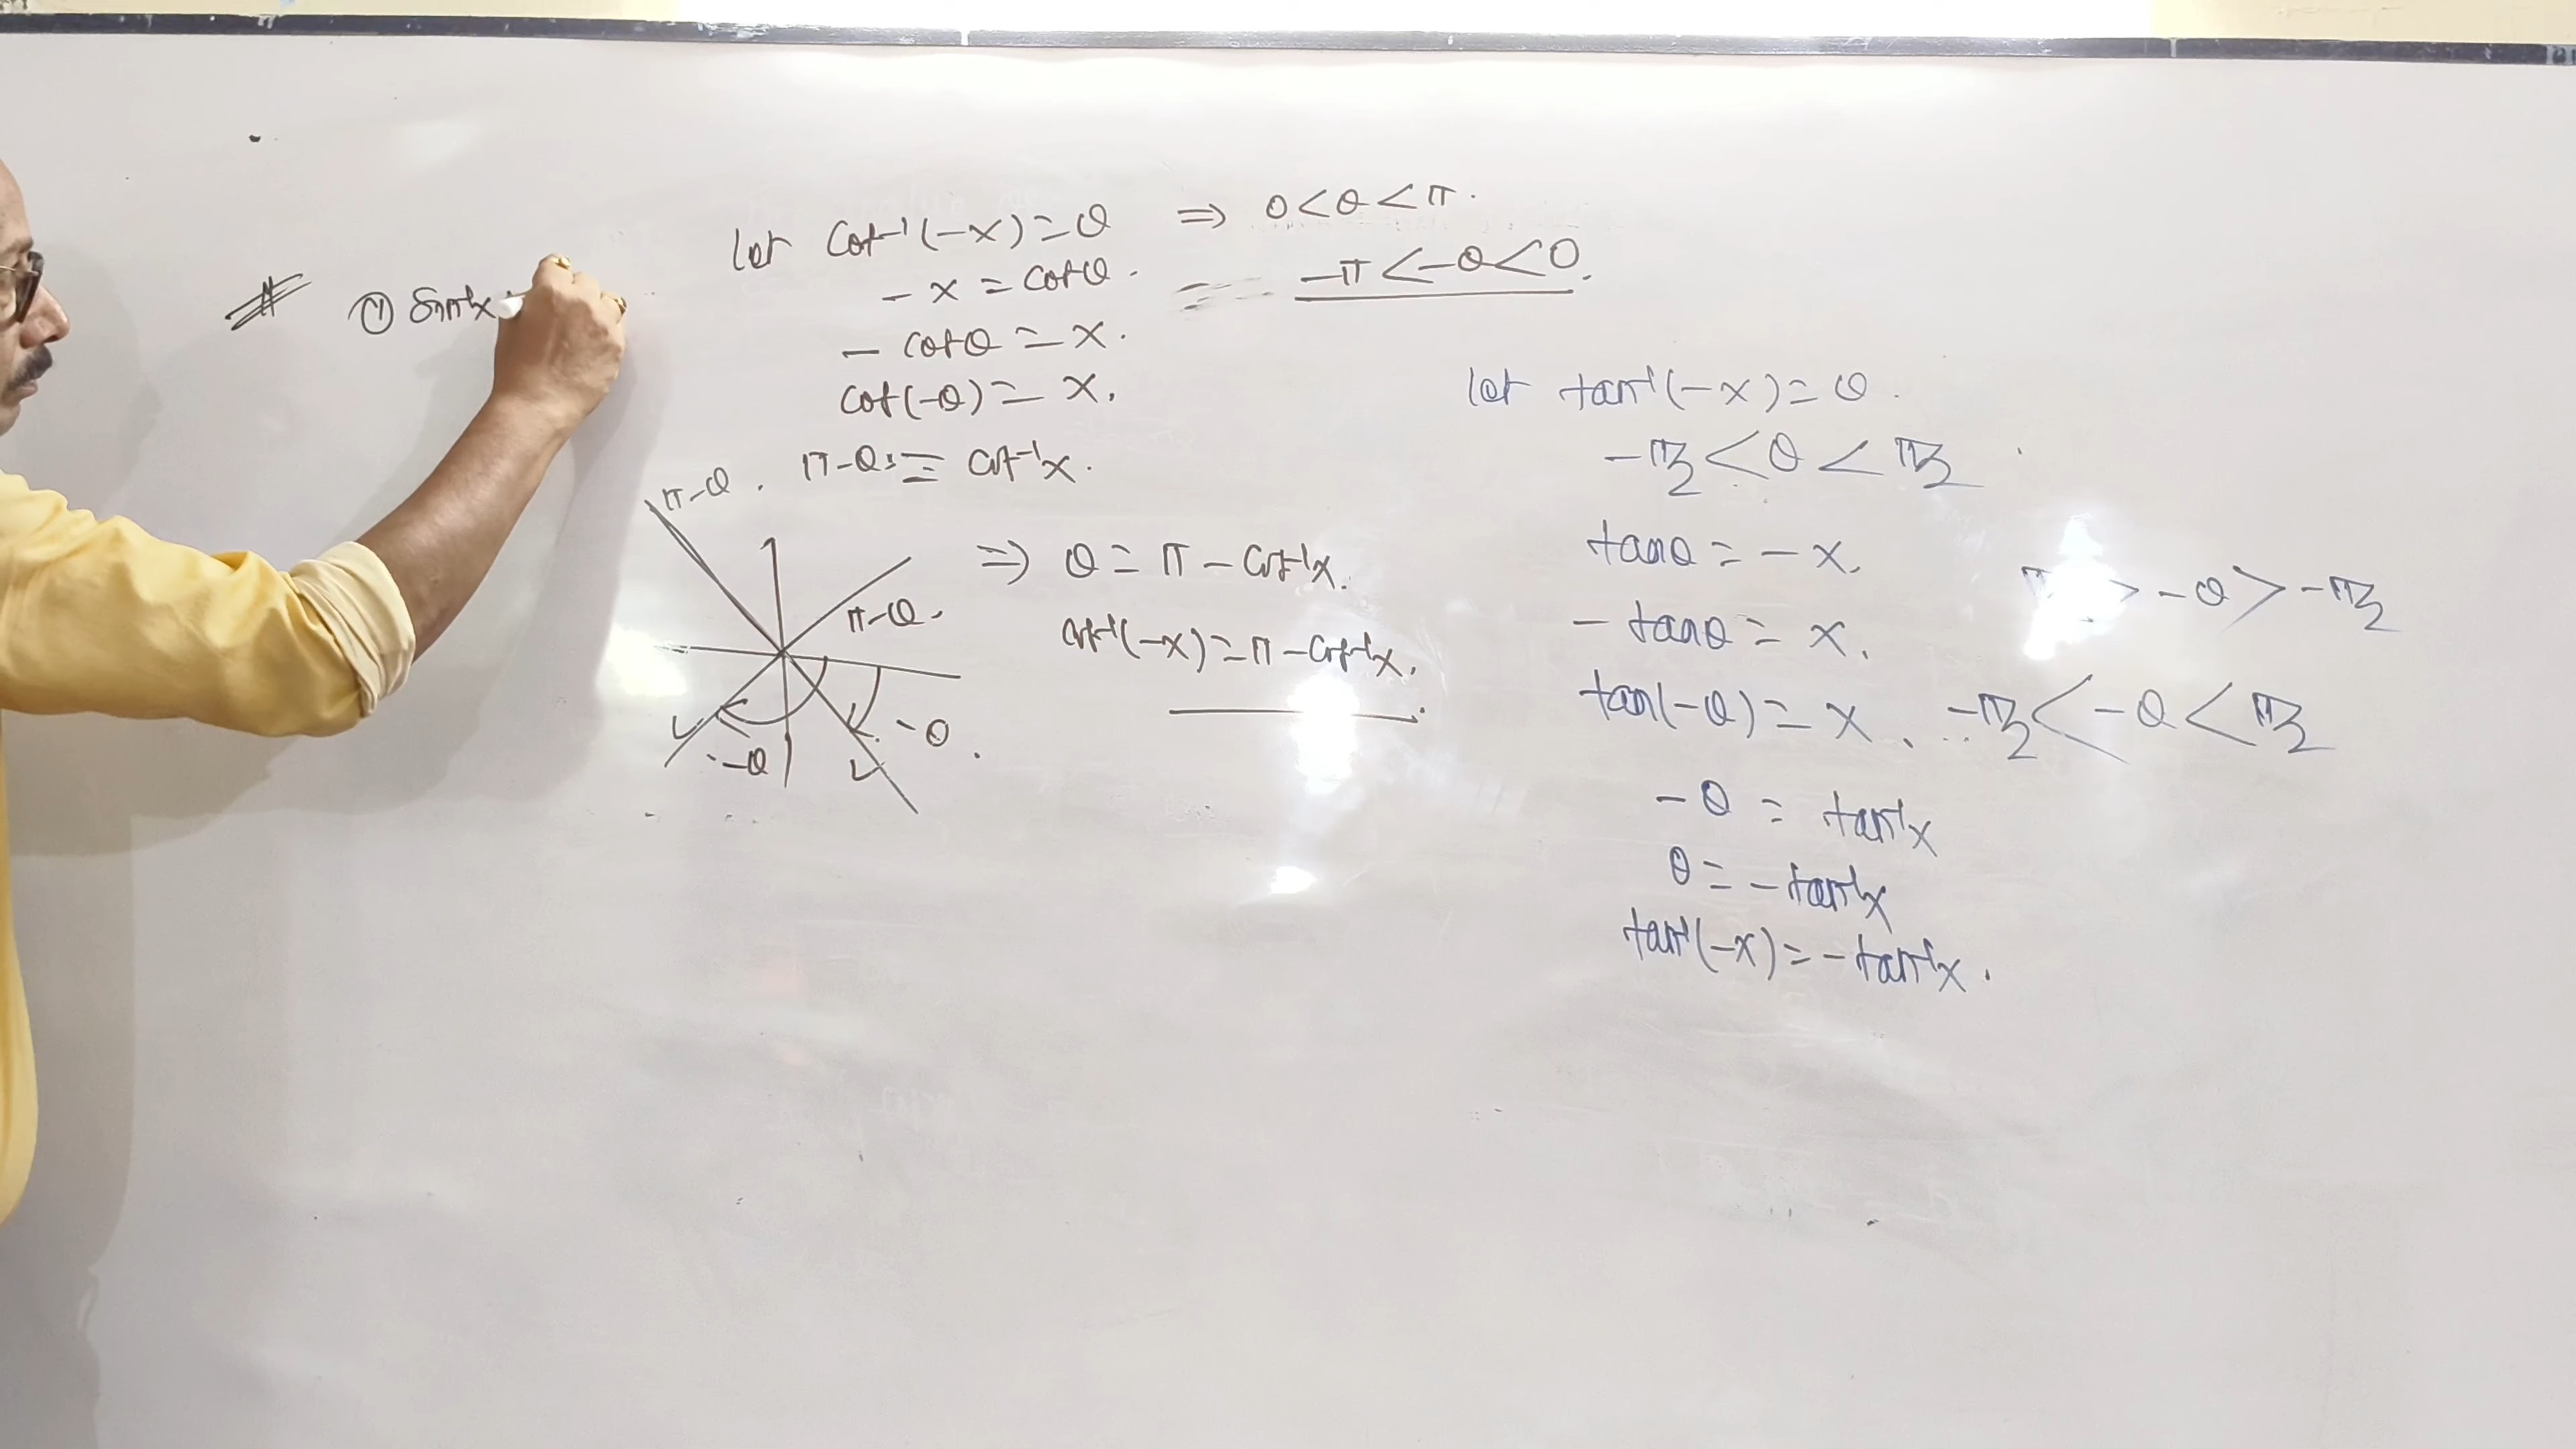 # ① Sin⁻¹x
let Cot⁻¹(-x) = θ ⇒ 0 < θ < π.
- x = cotθ.
-π < -θ < 0.
- cotθ = x.
cot(-θ) = x.
π-θ = Cot⁻¹x.
π-θ.
π-θ.
-θ
-θ.
⇒ θ = π - Cot⁻¹x.
Cot⁻¹(-x) = π - Cot⁻¹x.
let tan⁻¹(-x) = θ.
-π/2 < θ < π/2
tanθ = - x.
> -θ > -π/2
- tanθ = x.
tan(-θ) = x. -π/2 < -θ < π/2
-θ = tan⁻¹x
θ = -tan⁻¹x
tan⁻¹(-x) = -tan⁻¹x.